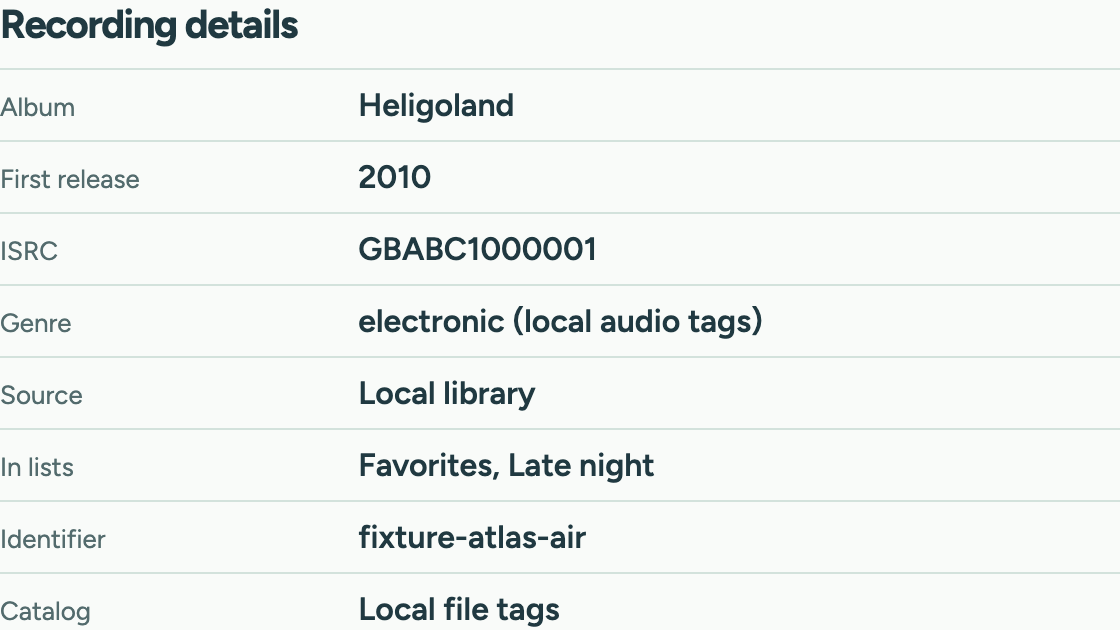 Recording details
Album Heligoland
First release 2010
ISRC GBABC1000001
Genre electronic (local audio tags)
Source Local library
In lists Favorites, Late night
Identifier fixture-atlas-air
Catalog Local file tags